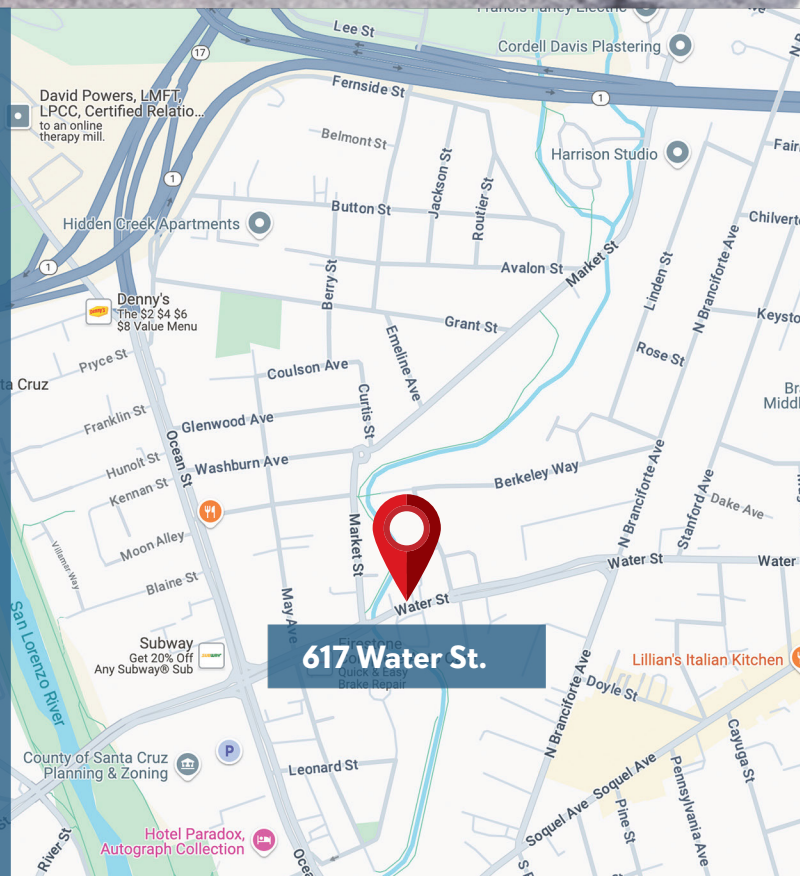 Francis Farley Electric
Lee St
Cordell Davis Plastering
17
David Powers, LMFT,
LPCC, Certified Relatio...
to an online
therapy mill.
Fernside St
1
Belmont St
Harrison Studio
Fair
1
Jackson St
Routier St
Button St
Hidden Creek Apartments
Chilvert
Market St
N Branciforte Ave
Linden St
1
Avalon St
Berry St
Denny's
The $2 $4 $6
$8 Value Menu
Grant St
Keysto
Emeline Ave
Rose St
Pryce St
Coulson Ave
ta Cruz
Br
Middl
Curtis St
Franklin St
Glenwood Ave
Ocean St
Hunolt St
Washburn Ave
Berkeley Way
Kennan St
N Branciforte Ave
Stanford Ave
Dake Ave
Market St
Moon Alley
Villamar Way
Water St
Water
Blaine St
May Ave
Water St
San Lorenzo River
Subway
Get 20% Off
Any Subway® Sub
Firestone
617 Water St.
Quick & Easy
Brake Repair
Lillian's Italian Kitchen
Doyle St
N Branciforte Ave
County of Santa Cruz
Planning & Zoning
P
Leonard St
Soquel Ave
Soquel Ave
Cayuga St
Pennsylvania Ave
Pine St
Hotel Paradox,
Autograph Collection
River St
Ocea
S B